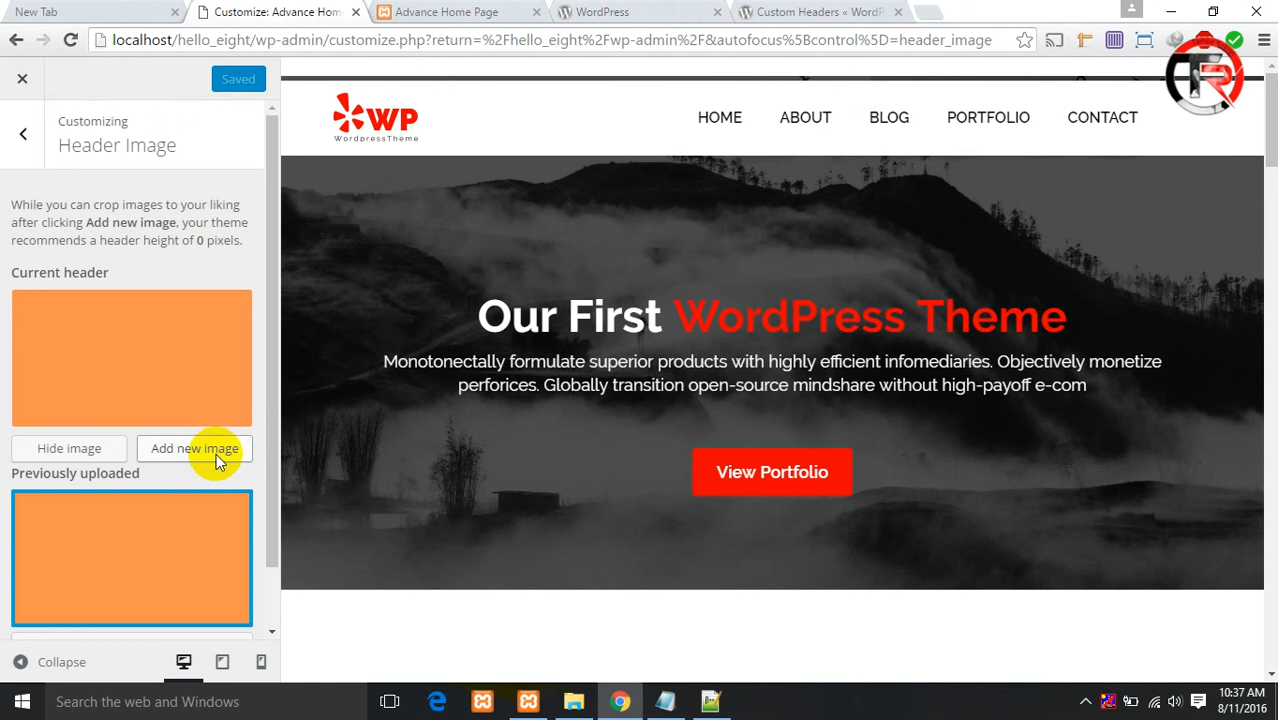 New Tab
Customize: Advance Hom
Advance Home Page
WordPress
Custom Headers « WordP
localhost/hello_eight/wp-admin/customize.php?return=%2Fhello_eight%2Fwp-admin%2F&autofocus%5Bcontrol%5D=header_image
Saved
Customizing
Header Image
While you can crop images to your liking
after clicking Add new image, your theme
recommends a header height of 0 pixels.
Current header
Hide image
Add new image
Previously uploaded
Collapse
WP
WordpressTheme
HOME
ABOUT
BLOG
PORTFOLIO
CONTACT
Our First WordPress Theme
Monotonectally formulate superior products with highly efficient infomediaries. Objectively monetize
perforices. Globally transition open-source mindshare without high-payoff e-com
View Portfolio
Search the web and Windows
10:37 AM
8/11/2016